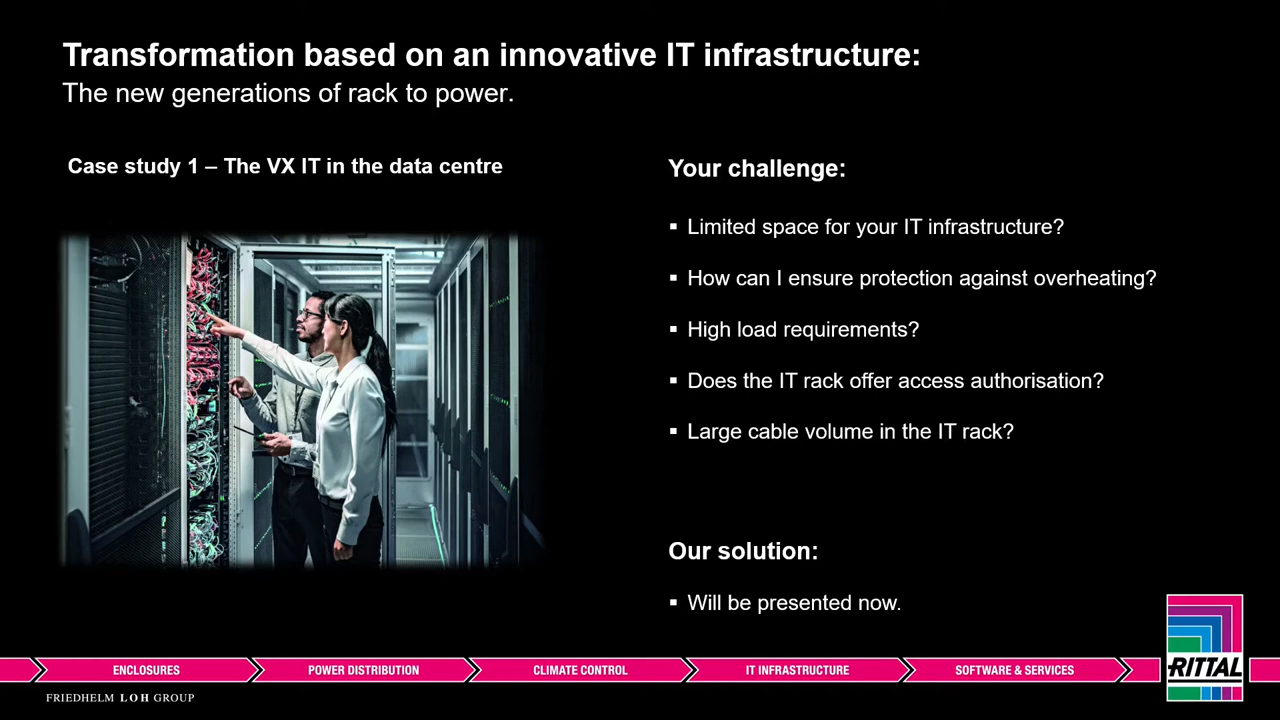 Transformation based on an innovative IT infrastructure:
The new generations of rack to power.
Case study 1 – The VX IT in the data centre
Your challenge:
▪ Limited space for your IT infrastructure?
▪ How can I ensure protection against overheating?
▪ High load requirements?
▪ Does the IT rack offer access authorisation?
▪ Large cable volume in the IT rack?
Our solution:
▪ Will be presented now.
ENCLOSURES
POWER DISTRIBUTION
CLIMATE CONTROL
IT INFRASTRUCTURE
SOFTWARE & SERVICES
RITTAL
FRIEDHELM LOH GROUP